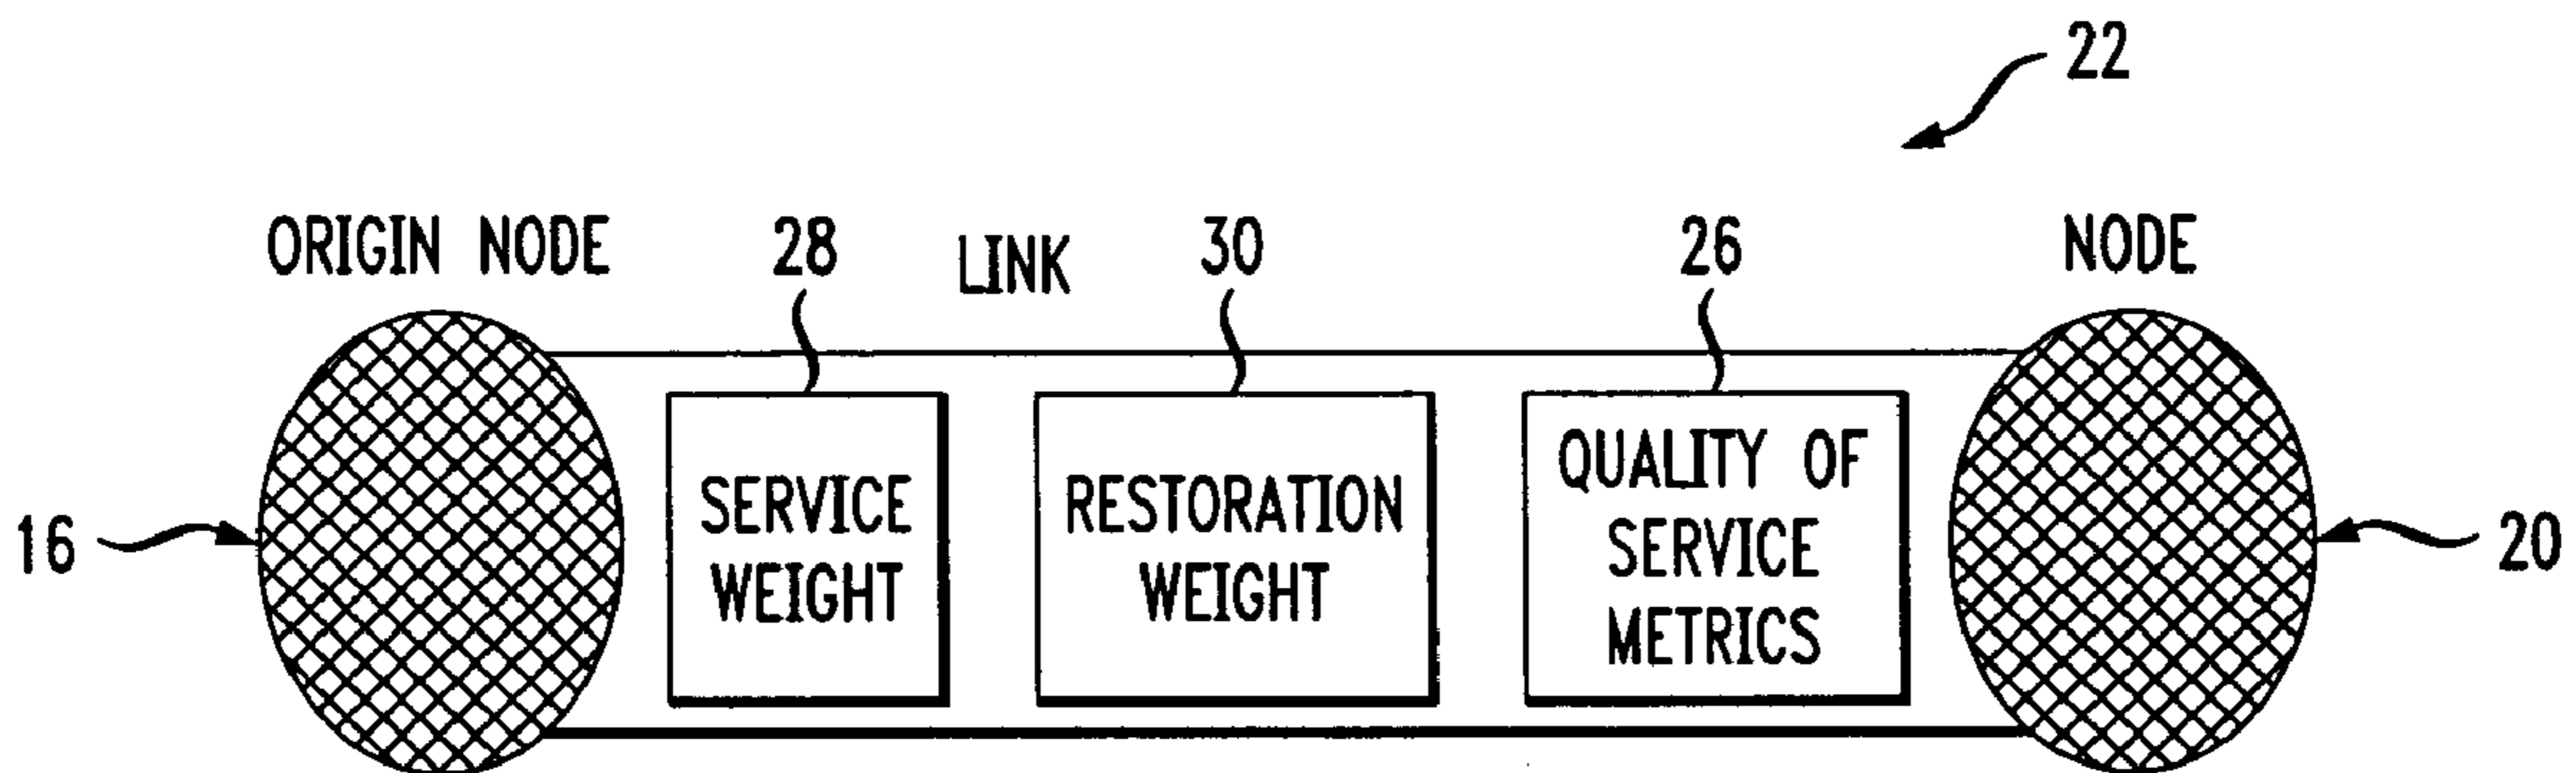 22
ORIGIN NODE
28
LINK
30
26
NODE
16
SERVICE
WEIGHT
RESTORATION
WEIGHT
QUALITY OF
SERVICE
METRICS
20